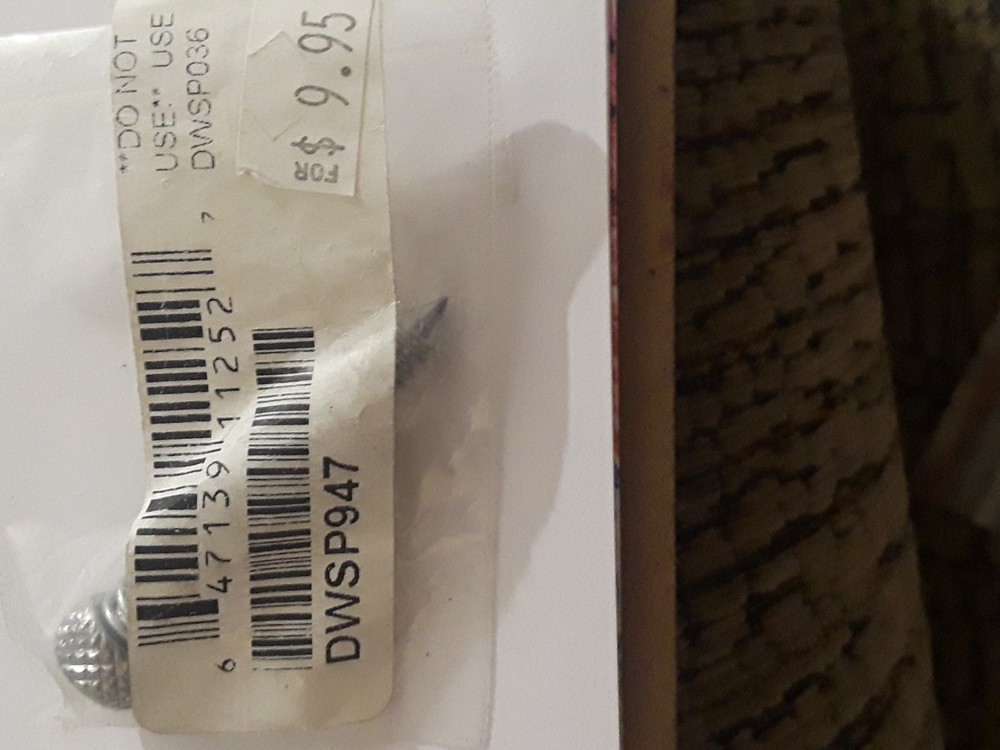 **DO NOT
USE** USE
DWSP036
FOR
$ 9.95
6 47139 11252 7
DWSP947